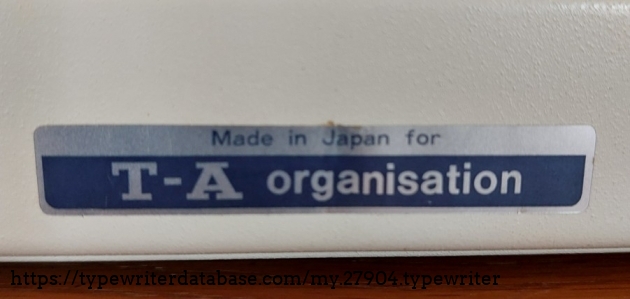 Made in Japan for
T-A organisation
https://typewriterdatabase.com/my.27904.typewriter